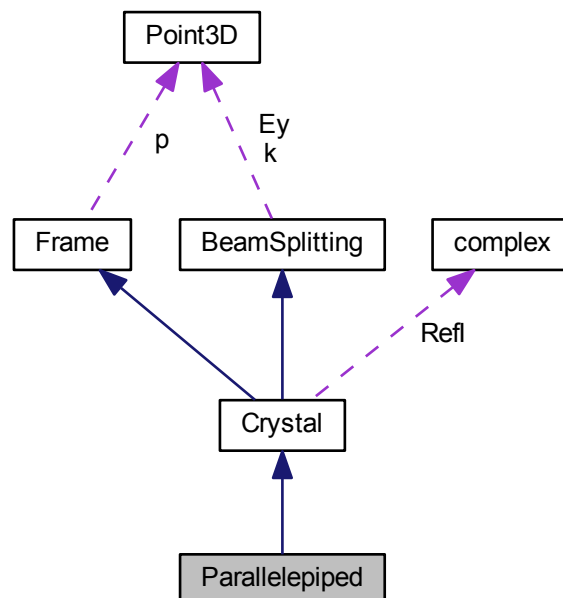 Point3D
p
Ey
k
Frame
BeamSplitting
complex
Refl
Crystal
Parallelepiped